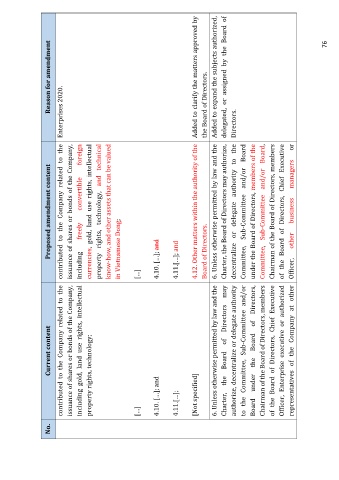 No.
Current content
Proposed amendment content
Reason for amendment
contributed to the Company related to the
issuance of shares or bonds of the Company,
including gold, land use rights, intellectual
property rights, technology;
contributed to the Company related to the
issuance of shares or bonds of the Company,
including freely convertible foreign
currencies, gold, land use rights, intellectual
property rights, technology, and technical
know-how, and other assets that can be valued
in Vietnamese Dong;
Enterprises 2020.
[...]
[...]
4.10. [...]; and
4.10. [...]; and
4.11.[...];
4.11.[...]; and
[Not specified]
4.12. Other matters within the authority of the
Board of Directors.
Added to clarify the matters approved by
the Board of Directors.
6. Unless otherwise permitted by law and the
Charter, the Board of Directors may
authorize, decentralize or delegate authority
to the Committee, Sub-Committee and/or
Board under the Board of Directors,
Chairman of the Board of Directors, members
of the Board of Directors, Chief Executive
Officer, Enterprise executive or authorized
representatives of the Company at other
6. Unless otherwise permitted by law and the
Charter, the Board of Directors may authorize,
decentralize or delegate authority to the
Committee, Sub-Committee and/or Board
under the Board of Directors, members of the
Committee, Sub-Committee and/or Board,
Chairman of the Board of Directors, members
of the Board of Directors, Chief Executive
Officer, other business managers or
Added to expand the subjects authorized,
delegated, or assigned by the Board of
Directors.
76